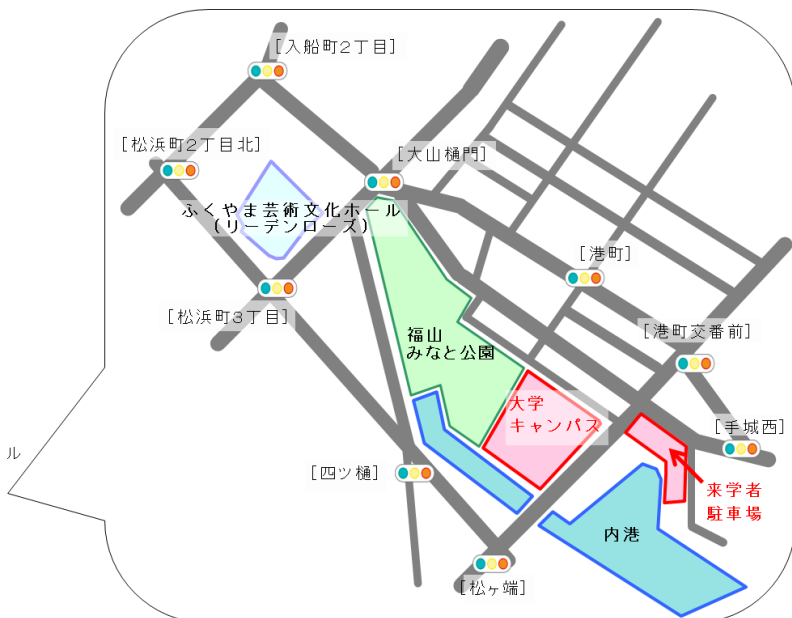 [入船町2丁目]
[松浜町2丁目北]
[大山樋門]
ふくやま芸術文化ホール
(リーデンローズ)
[港町]
[松浜町3丁目]
[港町交番前]
福山
みなと公園
大学
キャンパス
[手城西]
ル
[四ツ樋]
来学者
駐車場
内港
[松ヶ端]